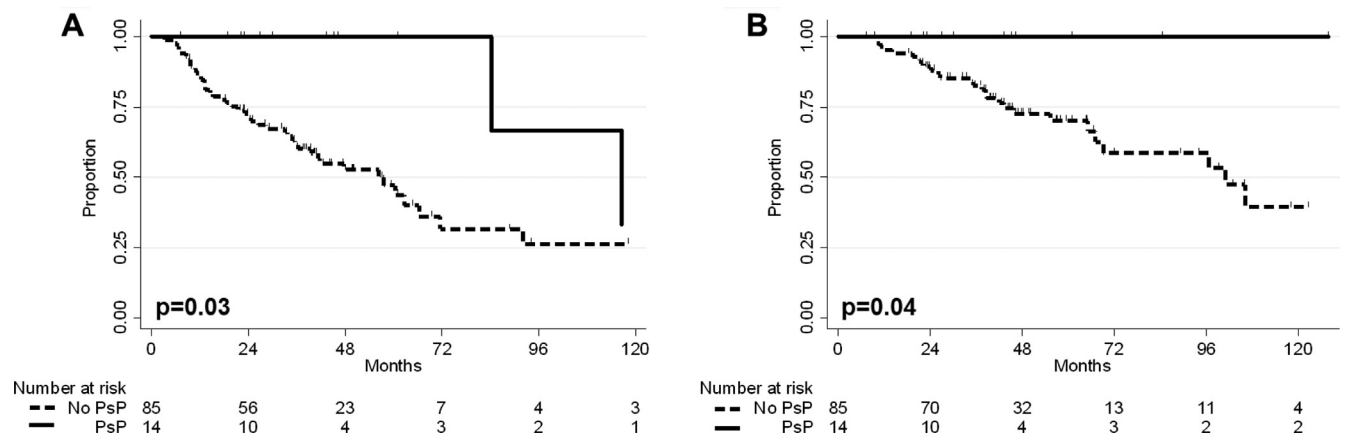 A
1.00
0.75
0.50
0.25
0.00
Proportion
p=0.03
0 24 48 72 96 120
Months
Number at risk
No PsP 85 56 23 7 4 3
PsP 14 10 4 3 2 1
B
1.00
0.75
0.50
0.25
0.00
Proportion
p=0.04
0 24 48 72 96 120
Months
Number at risk
No PsP 85 70 32 13 11 4
PsP 14 10 4 3 2 2